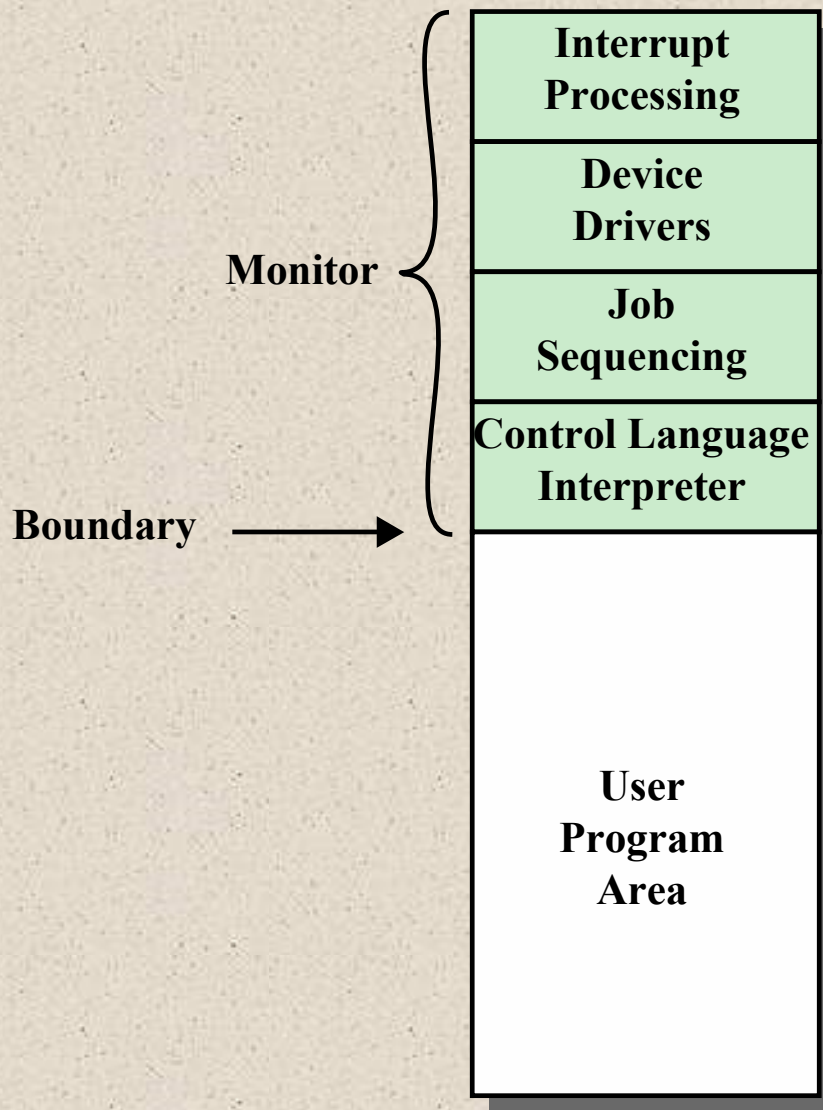 Interrupt
Processing
Device
Drivers
Monitor
Job
Sequencing
Control Language
Interpreter
Boundary
User
Program
Area